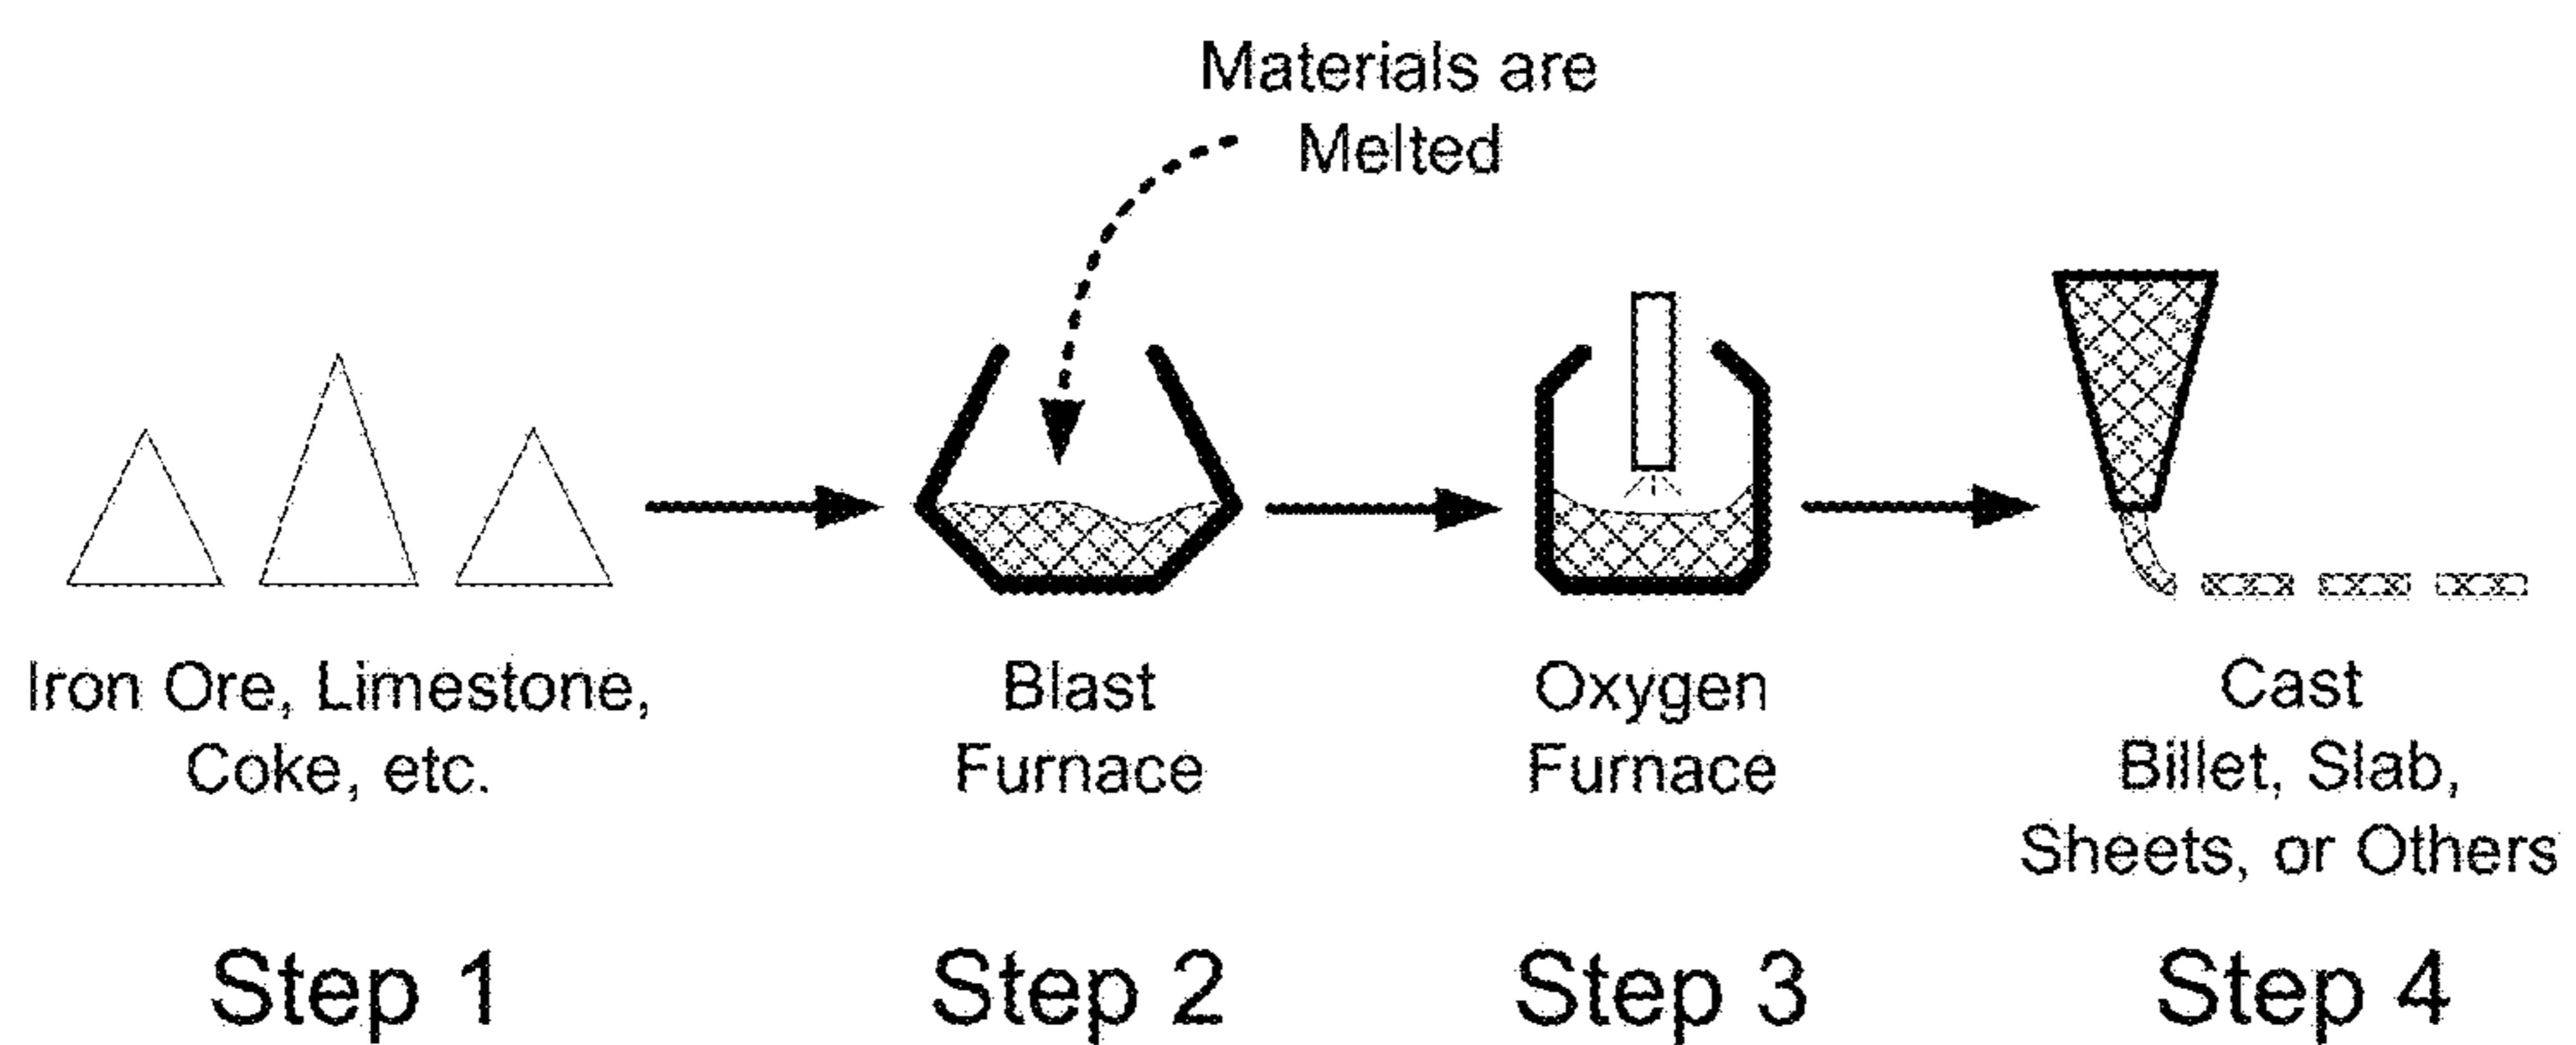 Materials are
Melted
Iron Ore, Limestone,
Coke, etc.
Blast
Furnace
Oxygen
Furnace
Cast
Billet, Slab,
Sheets, or Others
Step 1
Step 2
Step 3
Step 4